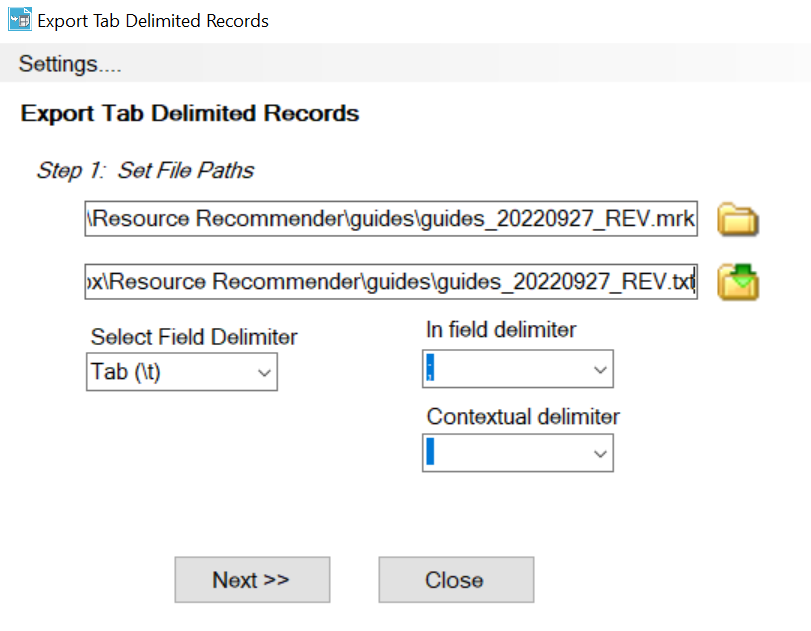 Export Tab Delimited Records
Settings....
Export Tab Delimited Records
Step 1: Set File Paths
\Resource Recommender\guides\guides_20220927_REV.mrk
ox\Resource Recommender\guides\guides_20220927_REV.txt
Select Field Delimiter
In field delimiter
Tab (\t)
;
Contextual delimiter
Next >>
Close